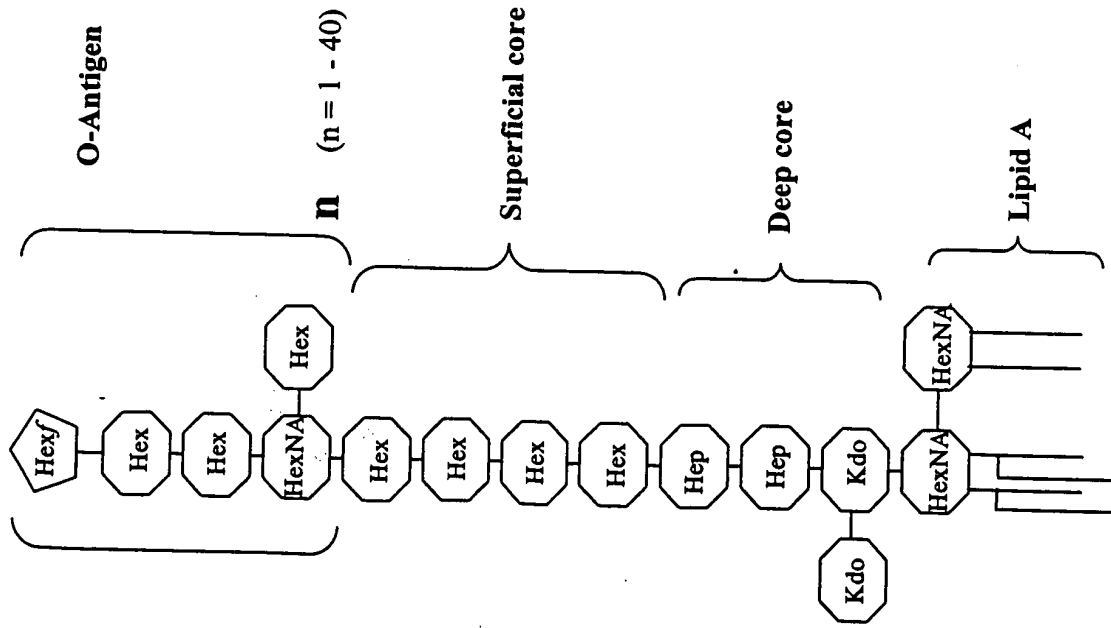 O-Antigen
n (n = 1 - 40)
Superficial core
Deep core
Lipid A
Hexf
Hex
Hex
HexNA
Hex
Hex
Hex
Hex
Hex
Hep
Hep
Kdo
Kdo
HexNA
HexNA